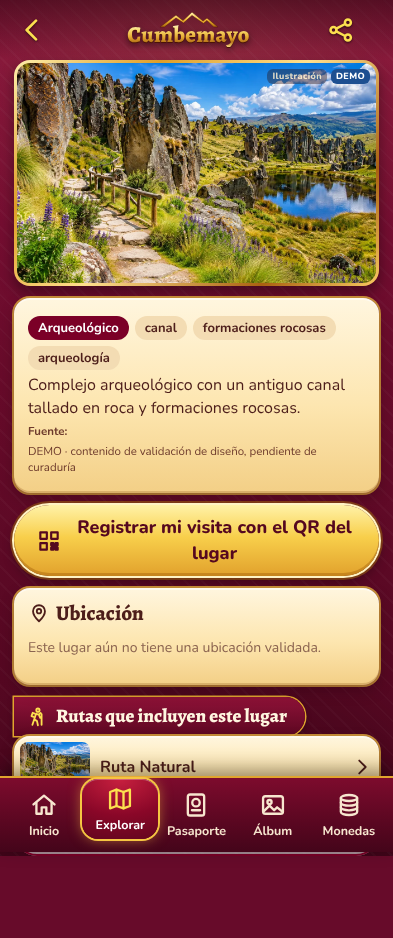 Cumbemayo
Ilustración DEMO
Arqueológico canal formaciones rocosas
arqueología
Complejo arqueológico con un antiguo canal
tallado en roca y formaciones rocosas.
Fuente:
DEMO · contenido de validación de diseño, pendiente de
curaduría
Registrar mi visita con el QR del
lugar
Ubicación
Este lugar aún no tiene una ubicación validada.
Rutas que incluyen este lugar
Ruta Natural
Inicio Explorar Pasaporte Álbum Monedas